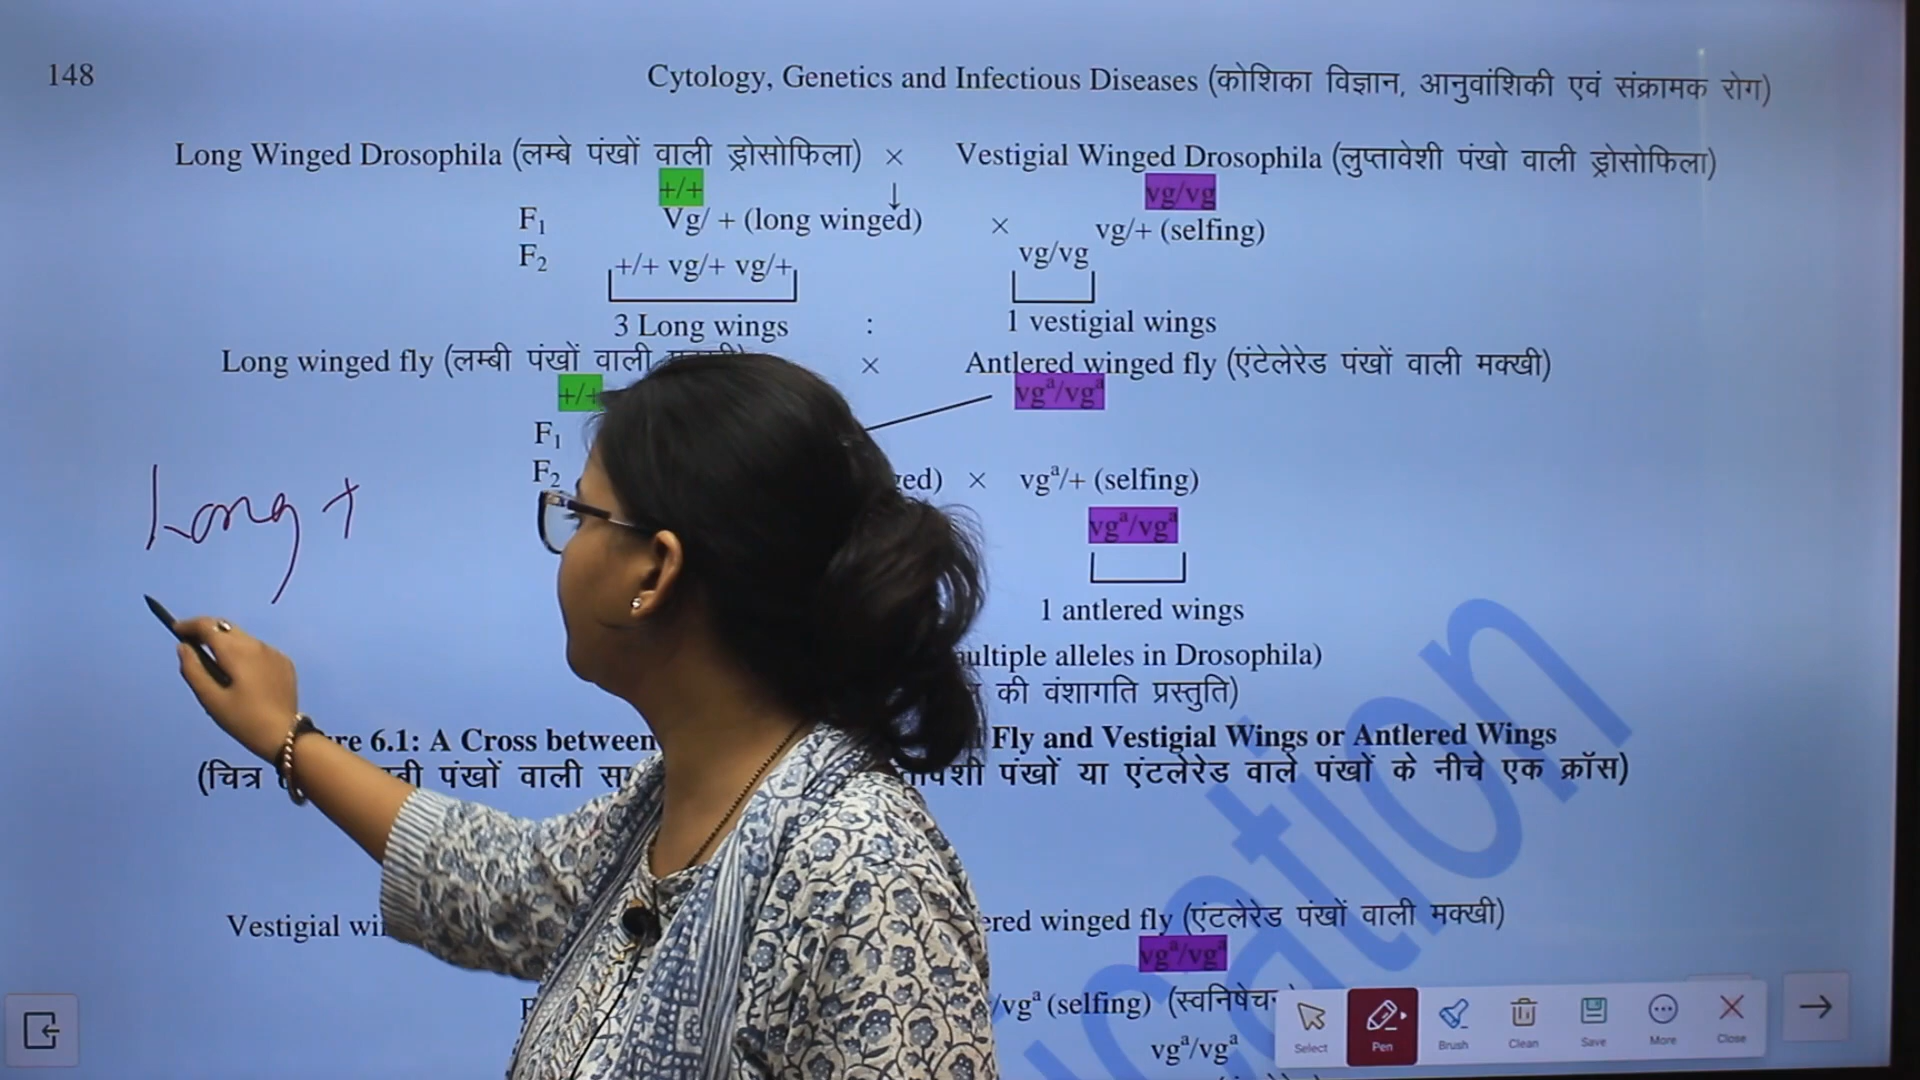 148
Cytology, Genetics and Infectious Diseases (कोशिका विज्ञान, आनुवांशिकी एवं संक्रामक रोग)
Long Winged Drosophila (लम्बे पंखों वाली ड्रोसोफिला) × Vestigial Winged Drosophila (लुप्तावेशी पंखो वाली ड्रोसोफिला)
+/+ ↓ vg/vg
F₁ Vg/ + (long winged) × vg/+ (selfing)
F₂ +/+ vg/+ vg/+ vg/vg
3 Long wings : 1 vestigial wings
Long winged fly (लम्बी पंखों वाली × Antlered winged fly (एंटेलेरेड पंखों वाली मक्खी)
+/+ vgᵃ/vgᵃ
F₁
F₂ × vgᵃ/+ (selfing)
Long +
vgᵃ/vgᵃ
1 antlered wings
alleles in Drosophila)
की वंशागति प्रस्तुति)
6.1: A Cross between Fly and Vestigial Wings or Antlered Wings
(चित्र पंखों वाली पंखों या एंटलेरेड वाले पंखों के नीचे एक क्रॉस)
Vestigial winged fly (एंटलेरेड पंखों वाली मक्खी)
vgᵃ/vgᵃ
/vgᵃ (selfing)
vgᵃ/vgᵃ
cation
Select Pen Brush Clean Save More Close